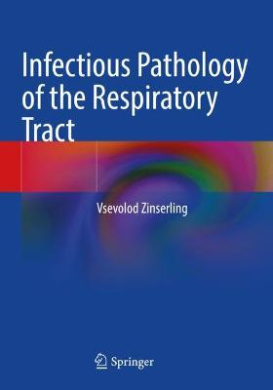 Infectious Pathology
of the Respiratory
Tract
Vsevolod Zinserling
Springer